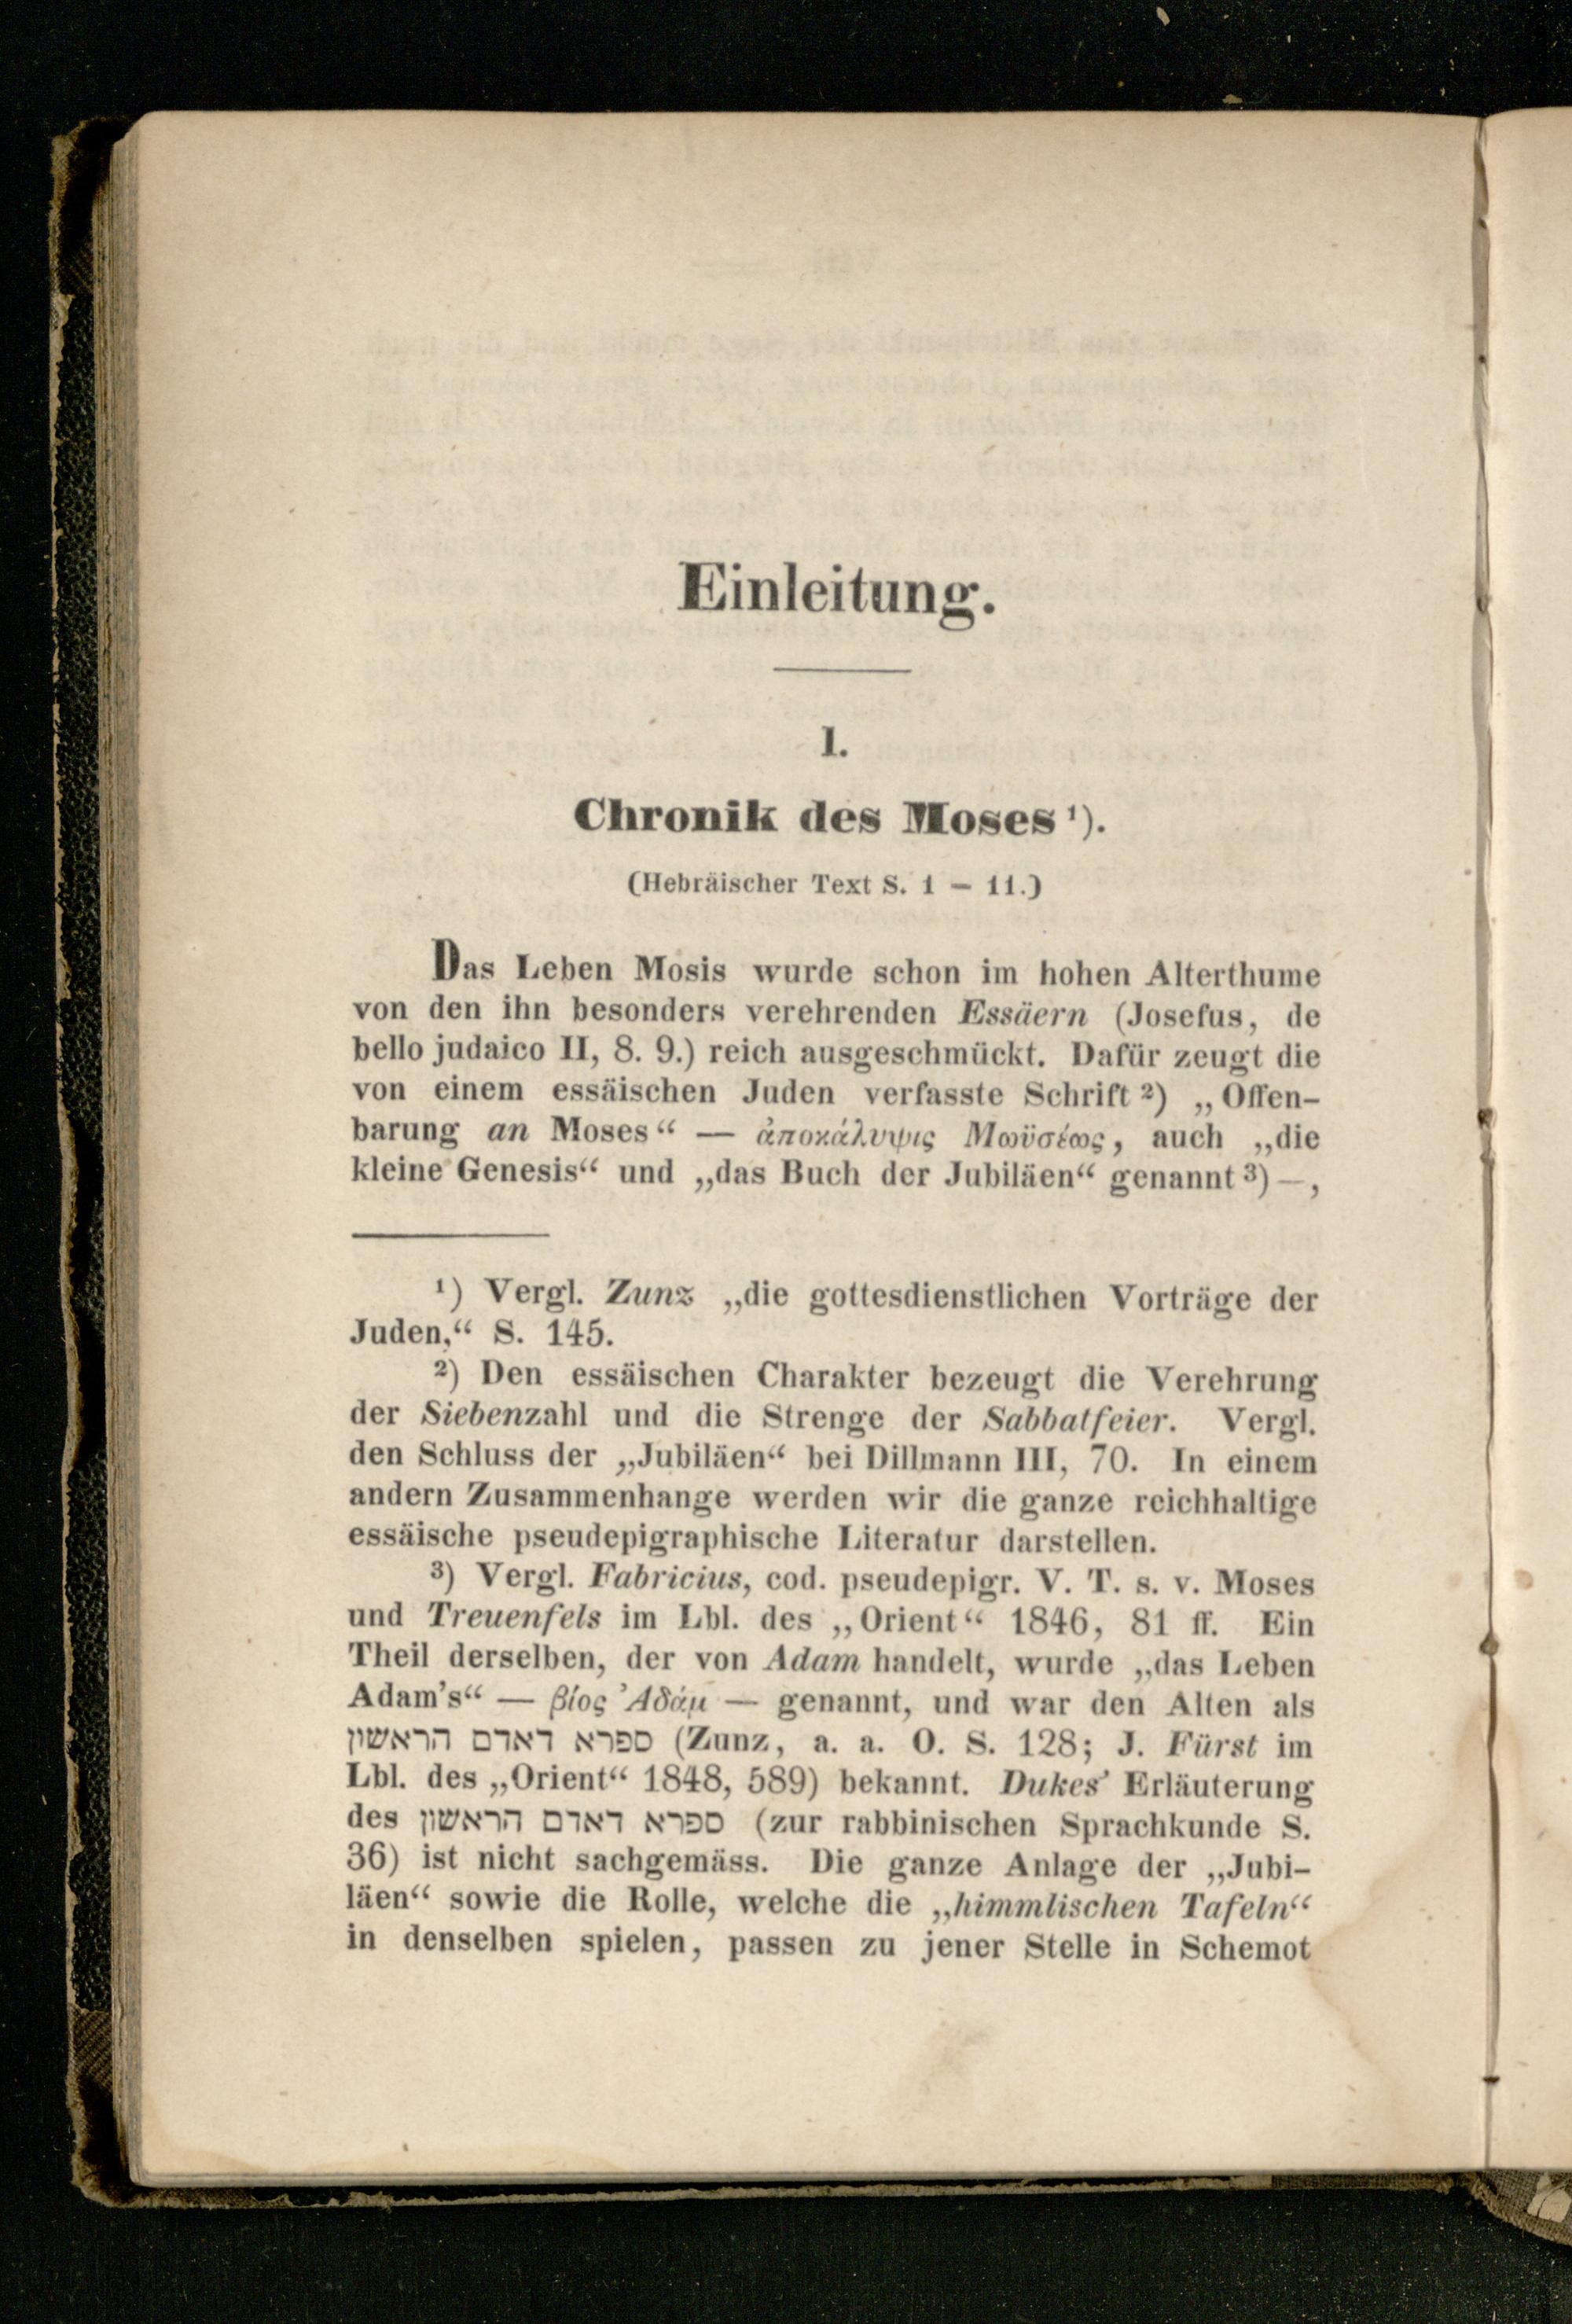 Einleitung.
I.
Chronik des Moses ¹).
(Hebräischer Text S. 1 – 11.)
Das Leben Mosis wurde schon im hohen Alterthume
von den ihn besonders verehrenden Essäern (Josefus, de
bello judaico II, 8. 9.) reich ausgeschmückt. Dafür zeugt die
von einem essäischen Juden verfasste Schrift ²) „Offen-
barung an Moses“ — ἀποκάλυψις Μωϋσέως, auch „die
kleine Genesis“ und „das Buch der Jubiläen“ genannt ³) —,
¹) Vergl. Zunz „die gottesdienstlichen Vorträge der
Juden,“ S. 145.
²) Den essäischen Charakter bezeugt die Verehrung
der Siebenzahl und die Strenge der Sabbatfeier. Vergl.
den Schluss der „Jubiläen“ bei Dillmann III, 70. In einem
andern Zusammenhange werden wir die ganze reichhaltige
essäische pseudepigraphische Literatur darstellen.
³) Vergl. Fabricius, cod. pseudepigr. V. T. s. v. Moses
und Treuenfels im Lbl. des „Orient“ 1846, 81 ff. Ein
Theil derselben, der von Adam handelt, wurde „das Leben
Adam's“ — βίος Ἀδάμ — genannt, und war den Alten als
ספרא דאדם הראשון (Zunz, a. a. O. S. 128; J. Fürst im
Lbl. des „Orient“ 1848, 589) bekannt. Dukes' Erläuterung
des ספרא דאדם הראשון (zur rabbinischen Sprachkunde S.
36) ist nicht sachgemäss. Die ganze Anlage der „Jubi-
läen“ sowie die Rolle, welche die „himmlischen Tafeln“
in denselben spielen, passen zu jener Stelle in Schemot